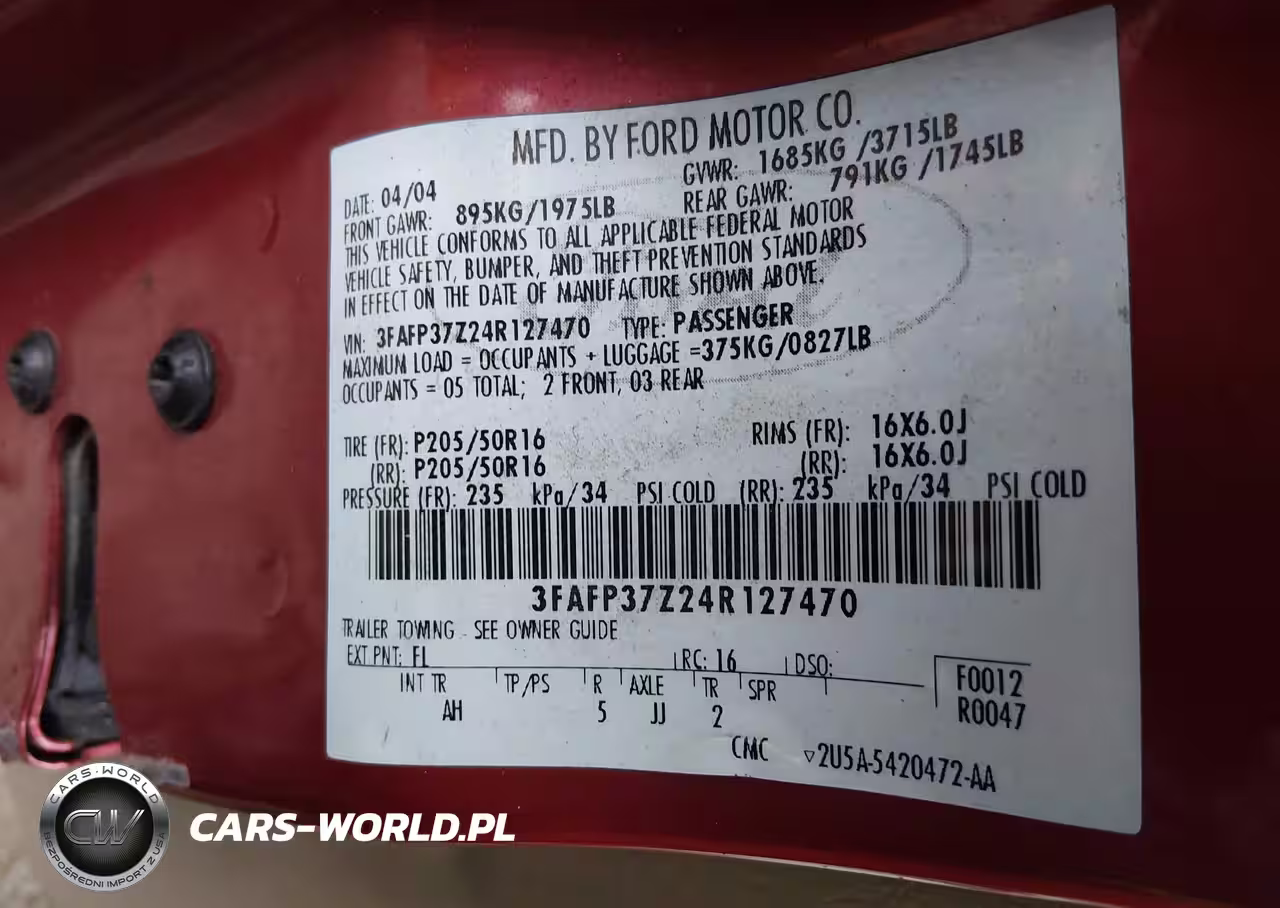 MFD. BY FORD MOTOR CO.
DATE: 04/04 GVWR: 1685KG /3715LB
FRONT GAWR: 895KG/1975LB REAR GAWR: 791KG /1745LB
THIS VEHICLE CONFORMS TO ALL APPLICABLE FEDERAL MOTOR
VEHICLE SAFETY, BUMPER, AND THEFT PREVENTION STANDARDS
IN EFFECT ON THE DATE OF MANUFACTURE SHOWN ABOVE.
VIN: 3FAFP37Z24R127470 TYPE: PASSENGER
MAXIMUM LOAD = OCCUPANTS + LUGGAGE =375KG/0827LB
OCCUPANTS = 05 TOTAL; 2 FRONT, 03 REAR
TIRE (FR): P205/50R16 RIMS (FR): 16X6.0J
(RR): P205/50R16 (RR): 16X6.0J
PRESSURE (FR): 235 kPa/34 PSI COLD (RR): 235 kPa/34 PSI COLD
3FAFP37Z24R127470
TRAILER TOWING - SEE OWNER GUIDE
EXT PNT: FL RC: 16 DSO:
INT TR TP/PS R AXLE TR SPR F0012
AH 5 JJ 2 R0047
CMC ▽2U5A-5420472-AA
CARS-WORLD
CW
BEZPOŚREDNI IMPORT Z USA
CARS-WORLD.PL